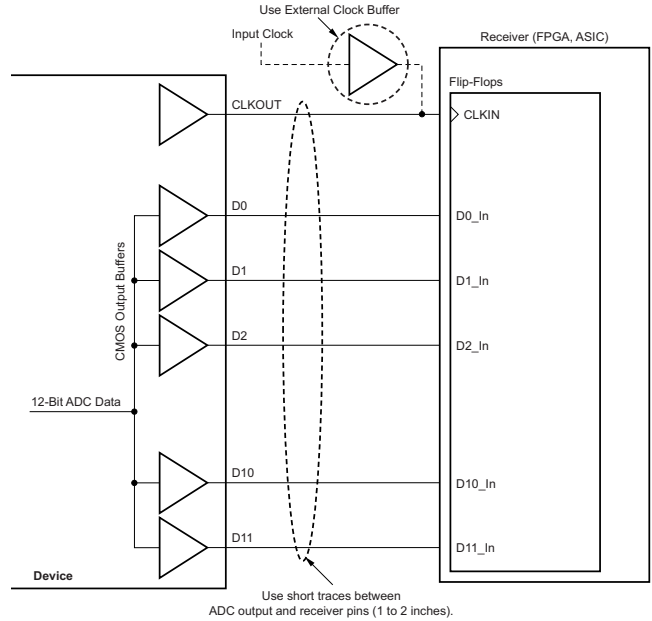 Use External Clock Buffer
Input Clock
Receiver (FPGA, ASIC)
Flip-Flops
CLKOUT
CLKIN
D0
D0_In
D1
D1_In
D2
D2_In
CMOS Output Buffers
12-Bit ADC Data
D10
D10_In
D11
D11_In
Device
Use short traces between
ADC output and receiver pins (1 to 2 inches).